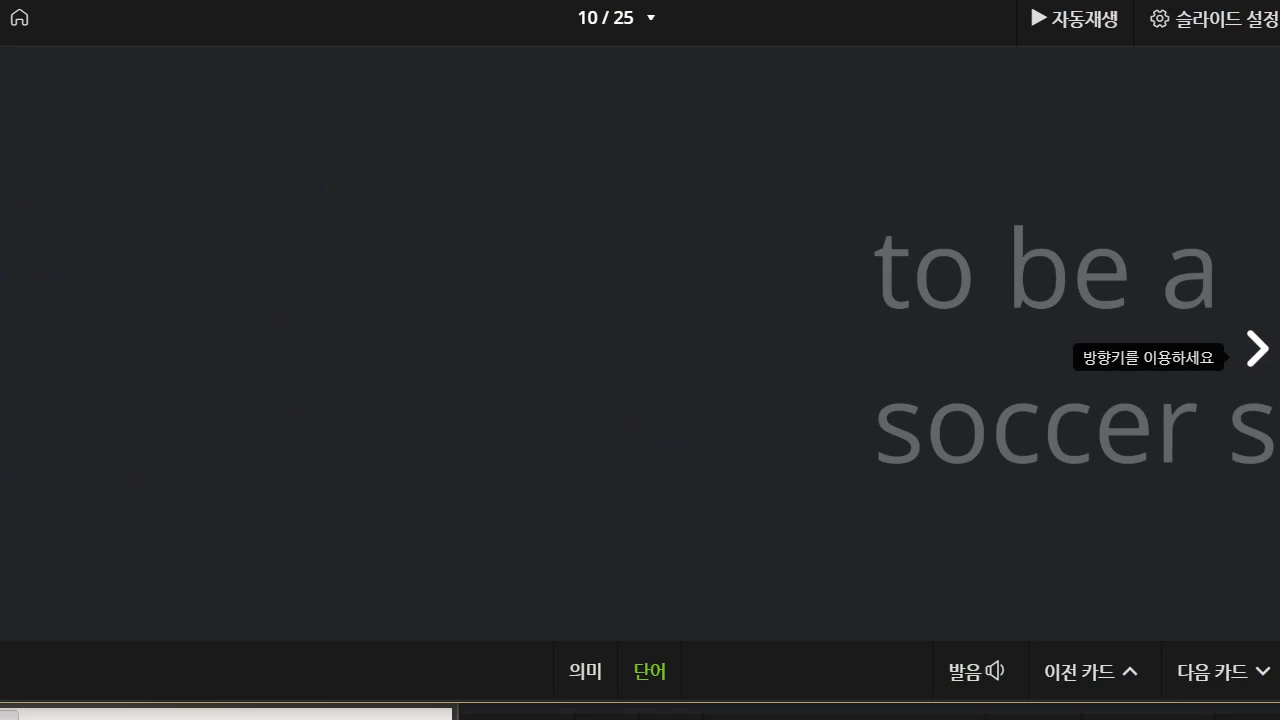 10 / 25
자동재생
슬라이드 설정
to be a
방향키를 이용하세요
soccer s
의미
단어
발음
이전 카드
다음 카드